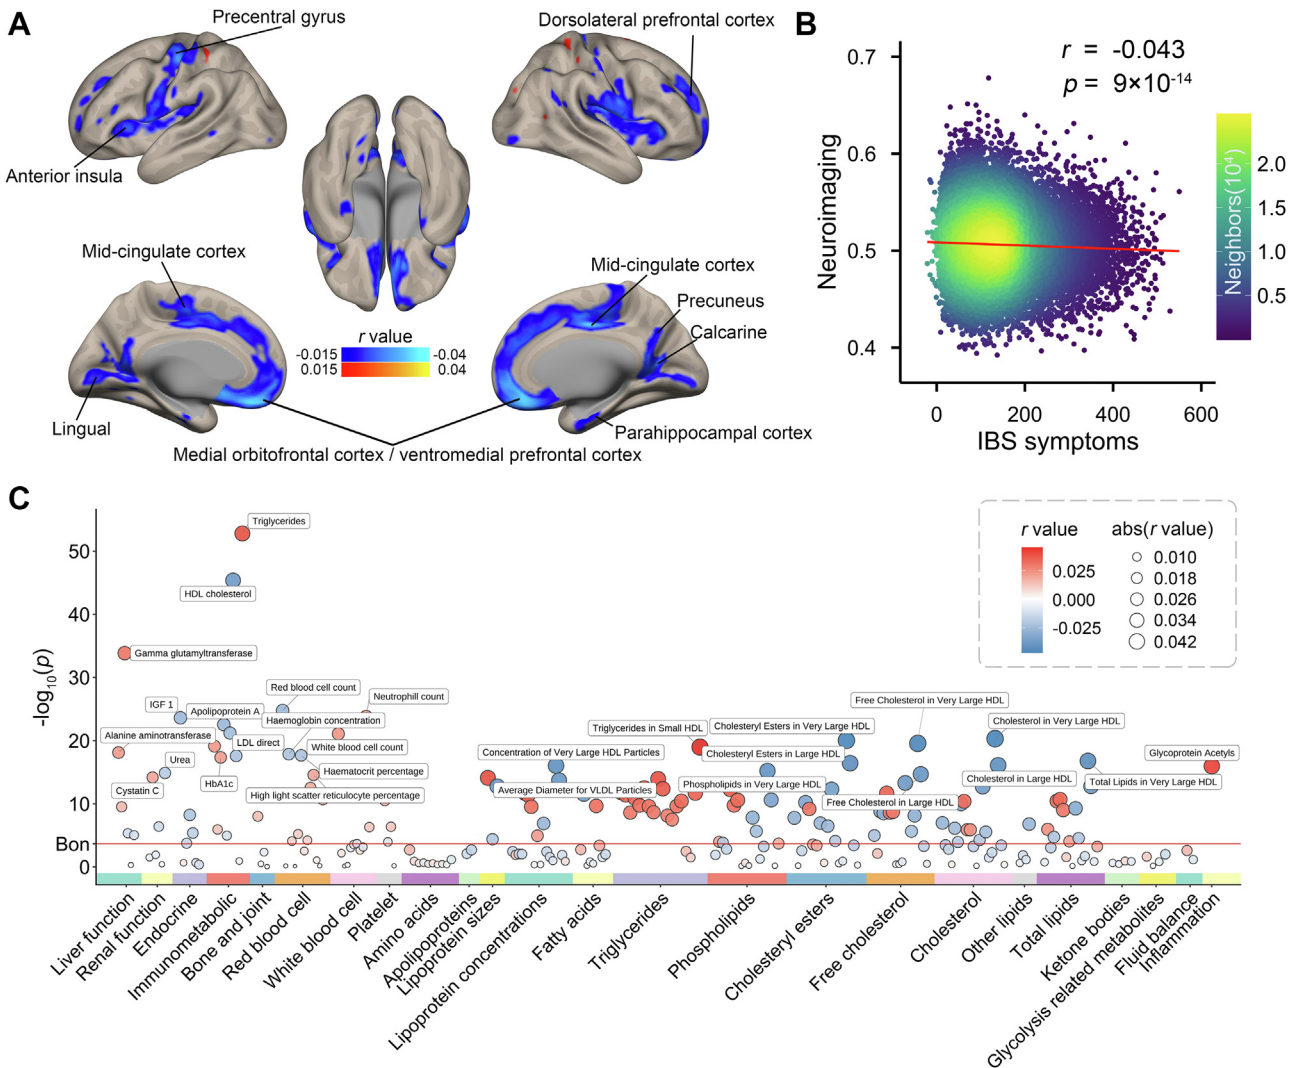 A
Precentral gyrus
Dorsolateral prefrontal cortex
Anterior insula
Mid-cingulate cortex
Mid-cingulate cortex
Precuneus
Calcarine
r value
-0.015 -0.04
0.015 0.04
Lingual
Parahippocampal cortex
Medial orbitofrontal cortex / ventromedial prefrontal cortex
B
r = -0.043
p = 9×10-14
Neuroimaging
0.7
0.6
0.5
0.4
0 200 400 600
IBS symptoms
Neighbors(10⁴)
2.0
1.5
1.0
0.5
C
-log10(p)
50
40
30
20
10
Bon
0
Triglycerides
HDL cholesterol
Gamma glutamyltransferase
IGF 1
Apolipoprotein A
Red blood cell count
Neutrophill count
Haemoglobin concentration
Alanine aminotransferase
LDL direct
White blood cell count
Urea
HbA1c
Haematocrit percentage
Cystatin C
High light scatter reticulocyte percentage
Triglycerides in Small HDL
Cholesteryl Esters in Very Large HDL
Free Cholesterol in Very Large HDL
Cholesterol in Very Large HDL
Concentration of Very Large HDL Particles
Cholesteryl Esters in Large HDL
Glycoprotein Acetyls
Average Diameter for VLDL Particles
Phospholipids in Very Large HDL
Cholesterol in Large HDL
Total Lipids in Very Large HDL
Free Cholesterol in Large HDL
r value
0.025
0.000
-0.025
abs(r value)
0.010
0.018
0.026
0.034
0.042
Liver function
Renal function
Endocrine
Immunometabolic
Bone and joint
Red blood cell
White blood cell
Platelet
Amino acids
Apolipoproteins
Lipoprotein sizes
Lipoprotein concentrations
Fatty acids
Triglycerides
Phospholipids
Cholesteryl esters
Free cholesterol
Cholesterol
Other lipids
Total lipids
Ketone bodies
Glycolysis related metabolites
Fluid balance
Inflammation